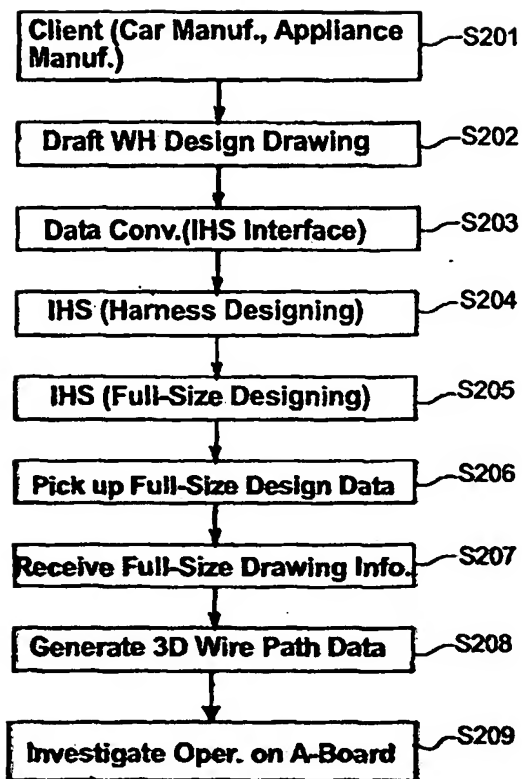 Client (Car Manuf., Appliance
Manuf.)
S201
Draft WH Design Drawing
S202
Data Conv.(IHS Interface)
S203
IHS (Harness Designing)
S204
IHS (Full-Size Designing)
S205
Pick up Full-Size Design Data
S206
Receive Full-Size Drawing Info.
S207
Generate 3D Wire Path Data
S208
Investigate Oper. on A-Board
S209